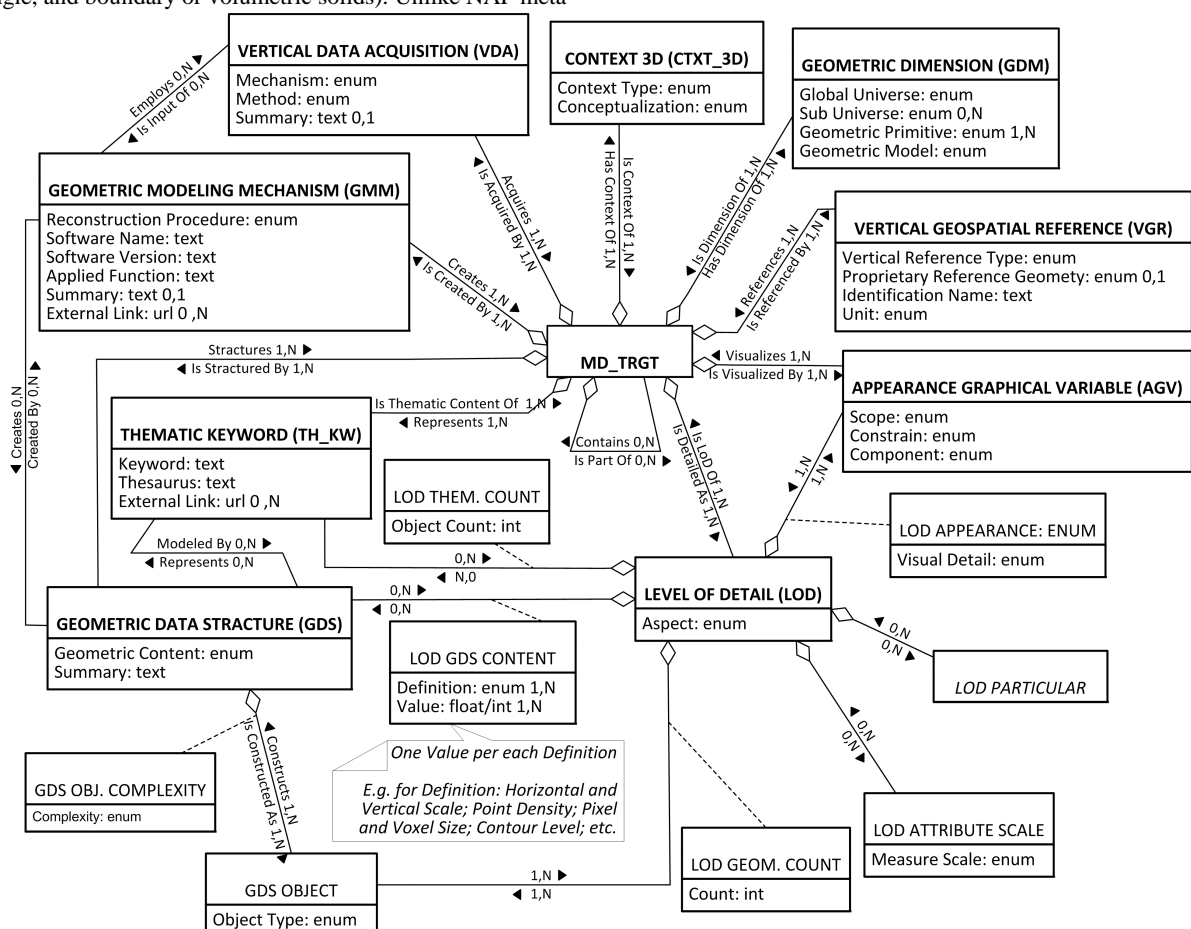 VERTICAL DATA ACQUISITION (VDA)
Mechanism: enum
Method: enum
Summary: text 0,1
CONTEXT 3D (CTXT_3D)
Context Type: enum
Conceptualization: enum
GEOMETRIC DIMENSION (GDM)
Global Universe: enum
Sub Universe: enum 0,N
Geometric Primitive: enum 1,N
Geometric Model: enum
Employs 0,N ▶
◀ Is Input Of 0,N
GEOMETRIC MODELING MECHANISM (GMM)
Reconstruction Procedure: enum
Software Name: text
Software Version: text
Applied Function: text
Summary: text 0,1
External Link: url 0 ,N
Acquires 1,N ▶
◀ Is Acquired By 1,N
Is Context Of 1,N ▶
Has Context Of 1,N ▶
◀ Is Dimension Of 1,N
Has Dimension Of 1,N ▶
VERTICAL GEOSPATIAL REFERENCE (VGR)
Vertical Reference Type: enum
Proprietary Reference Geomety: enum 0,1
Identification Name: text
Unit: enum
◀ References 1,N
Is Referenced By 1,N ▶
Creates 1,N ▶
◀ Is Created By 1,N
MD_TRGT
Stractures 1,N ▶
◀ Is Stractured By 1,N
◀ Visualizes 1,N
Is Visualized By 1,N ▶
APPEARANCE GRAPHICAL VARIABLE (AGV)
Scope: enum
Constrain: enum
Component: enum
◀ Creates 0,N
Created By 0,N ▶
Is Thematic Content Of 1,N ▶
◀ Represents 1,N
THEMATIC KEYWORD (TH_KW)
Keyword: text
Thesaurus: text
External Link: url 0 ,N
◀ Contains 0,N
Is Part Of 0,N ▶
◀ Is LoD Of 1,N
Is Detailed As 1,N ▶
◀ 1,N
1,N ▶
LOD THEM. COUNT
Object Count: int
LOD APPEARANCE: ENUM
Visual Detail: enum
Modeled By 0,N ▶
◀ Represents 0,N
0,N ▶
◀ N,0
0,N ▶
◀ 0,N
LEVEL OF DETAIL (LOD)
Aspect: enum
GEOMETRIC DATA STRACTURE (GDS)
Geometric Content: enum
Summary: text
LOD GDS CONTENT
Definition: enum 1,N
Value: float/int 1,N
◀ 0,N
0,N ▶
LOD PARTICULAR
◀ 0,N
0,N ▶
One Value per each Definition
E.g. for Definition: Horizontal and
Vertical Scale; Point Density; Pixel
and Voxel Size; Contour Level; etc.
◀ Constructs 1,N
Is Constructed As 1,N ▶
GDS OBJ. COMPLEXITY
Complexity: enum
LOD ATTRIBUTE SCALE
Measure Scale: enum
LOD GEOM. COUNT
Count: int
GDS OBJECT
Object Type: enum
1,N ▶
◀ 1,N